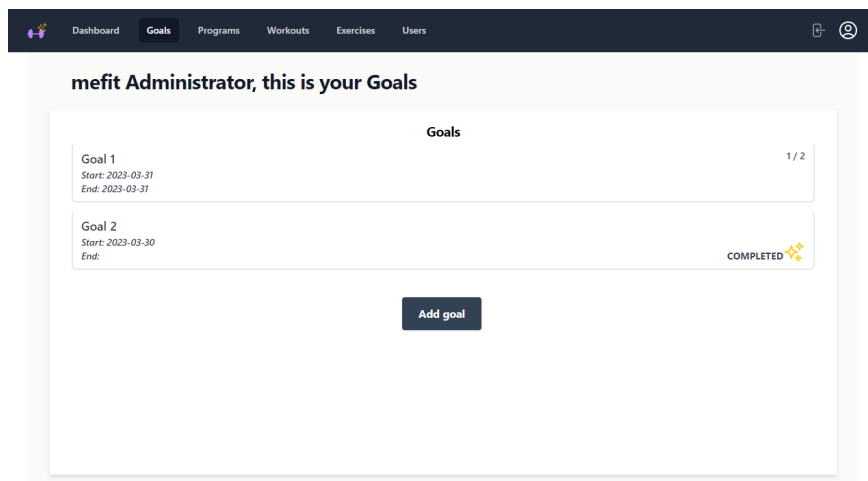 Dashboard Goals Programs Workouts Exercises Users
mefit Administrator, this is your Goals
Goals
Goal 1 1 / 2
Start: 2023-03-31
End: 2023-03-31
Goal 2
Start: 2023-03-30
End: COMPLETED
Add goal